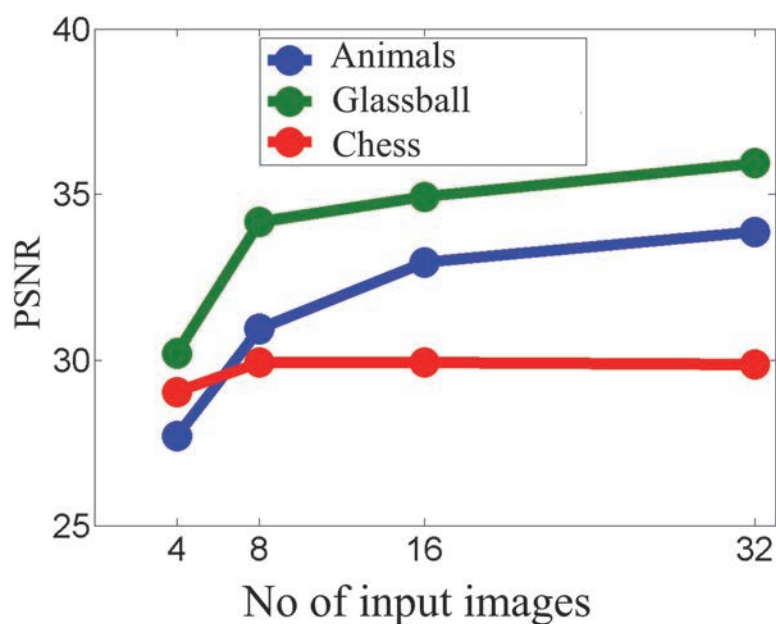 40
Animals
Glassball
Chess
35
PSNR
30
25
4 8 16 32
No of input images